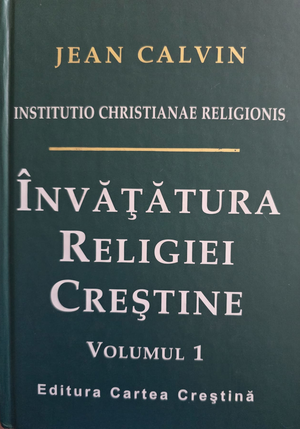 JEAN CALVIN
INSTITUTIO CHRISTIANAE RELIGIONIS
ÎNVĂŢĂTURA
RELIGIEI
CREŞTINE
VOLUMUL 1
Editura Cartea Creştină